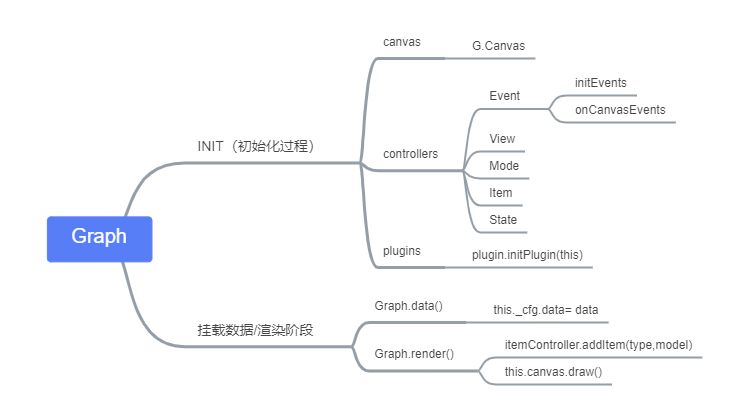 Graph
INIT（初始化过程）
canvas
G.Canvas
controllers
Event
initEvents
onCanvasEvents
View
Mode
Item
State
plugins
plugin.initPlugin(this)
挂载数据/渲染阶段
Graph.data()
this._cfg.data= data
Graph.render()
itemController.addItem(type,model)
this.canvas.draw()